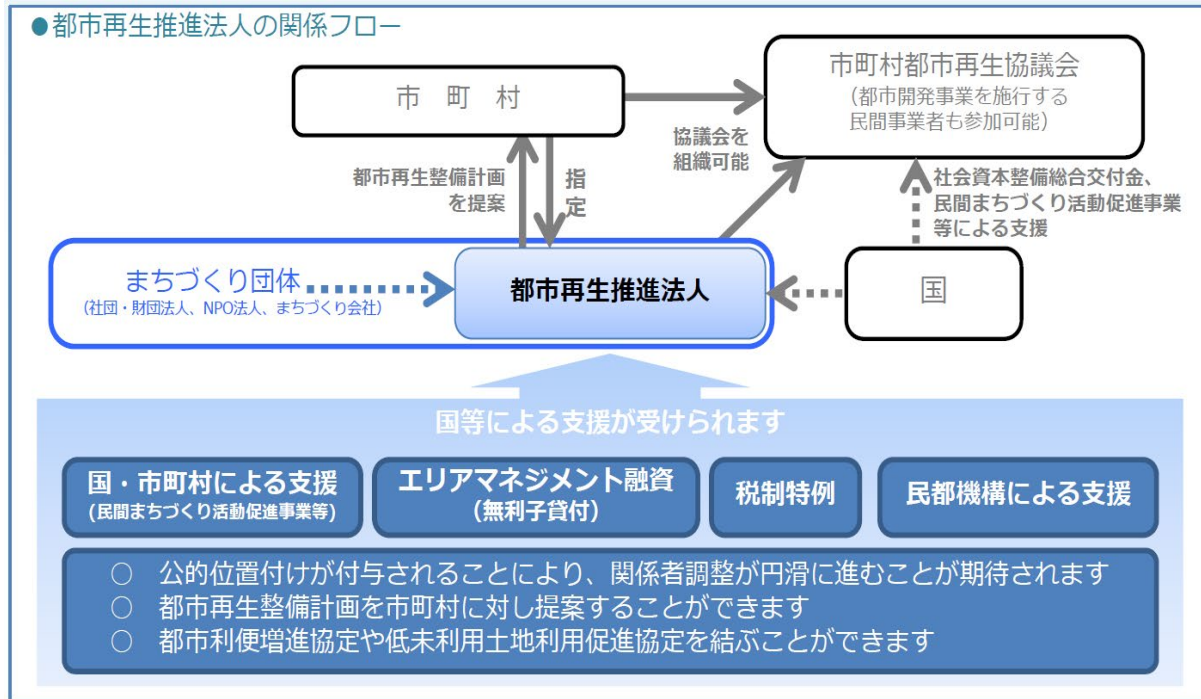 ●都市再生推進法人の関係フロー
市 町 村
市町村都市再生協議会
(都市開発事業を施行する
民間事業者も参加可能)
協議会を
組織可能
都市再生整備計画
を提案
指
定
社会資本整備総合交付金、
民間まちづくり活動促進事業
等による支援
まちづくり団体
(社団・財団法人、NPO法人、まちづくり会社)
都市再生推進法人
国
国等による支援が受けられます
国・市町村による支援
(民間まちづくり活動促進事業等)
エリアマネジメント融資
(無利子貸付)
税制特例
民都機構による支援
○ 公的位置付けが付与されることにより、関係者調整が円滑に進むことが期待されます
○ 都市再生整備計画を市町村に対し提案することができます
○ 都市利便増進協定や低未利用土地利用促進協定を結ぶことができます